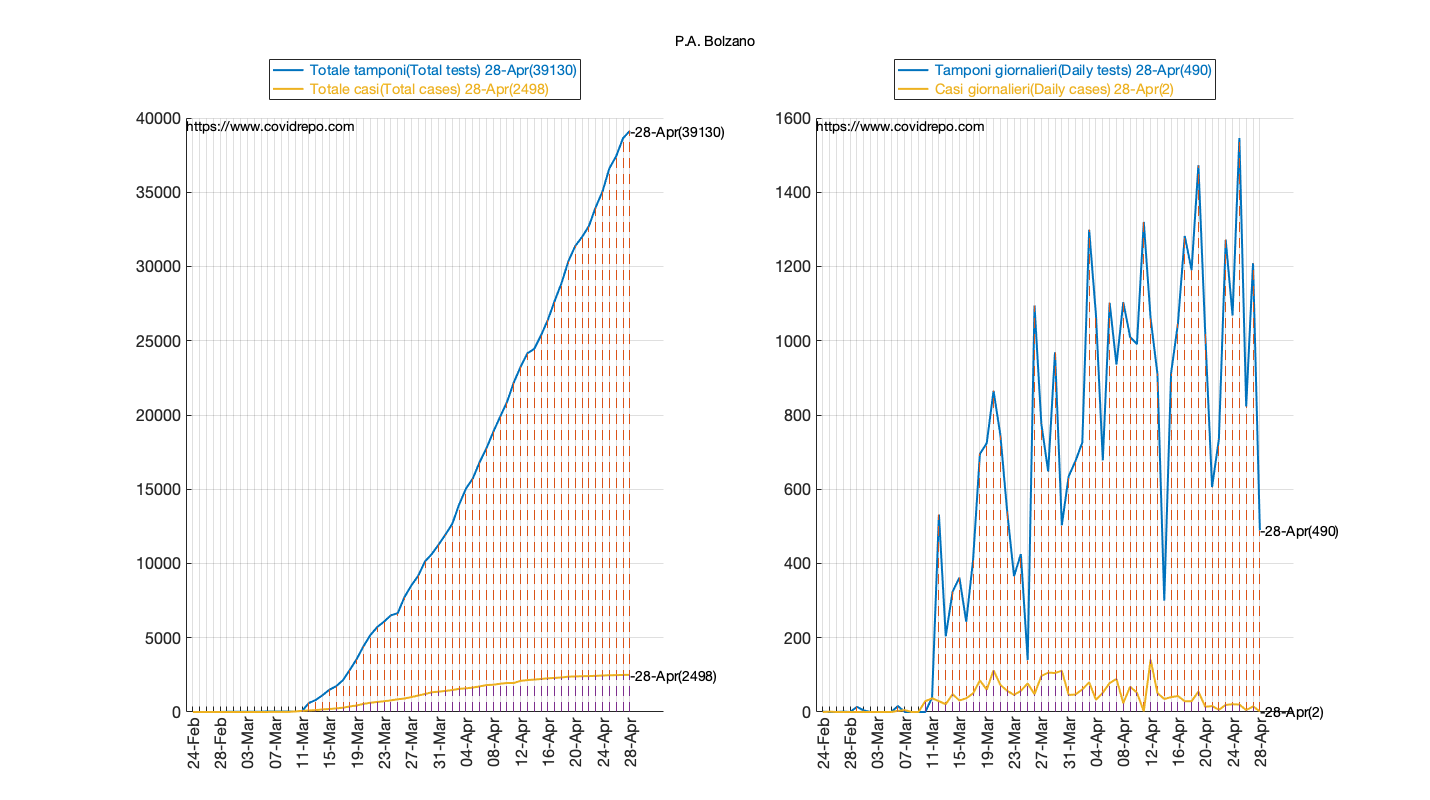 P.A. Bolzano
Totale tamponi(Total tests) 28-Apr(39130)
Totale casi(Total cases) 28-Apr(2498)
https://www.covidrepo.com
40000
35000
30000
25000
20000
15000
10000
5000
0
-28-Apr(39130)
-28-Apr(2498)
24-Feb
28-Feb
03-Mar
07-Mar
11-Mar
15-Mar
19-Mar
23-Mar
27-Mar
31-Mar
04-Apr
08-Apr
12-Apr
16-Apr
20-Apr
24-Apr
28-Apr
Tamponi giornalieri(Daily tests) 28-Apr(490)
Casi giornalieri(Daily cases) 28-Apr(2)
https://www.covidrepo.com
1600
1400
1200
1000
800
600
400
200
0
-28-Apr(490)
-28-Apr(2)
24-Feb
28-Feb
03-Mar
07-Mar
11-Mar
15-Mar
19-Mar
23-Mar
27-Mar
31-Mar
04-Apr
08-Apr
12-Apr
16-Apr
20-Apr
24-Apr
28-Apr